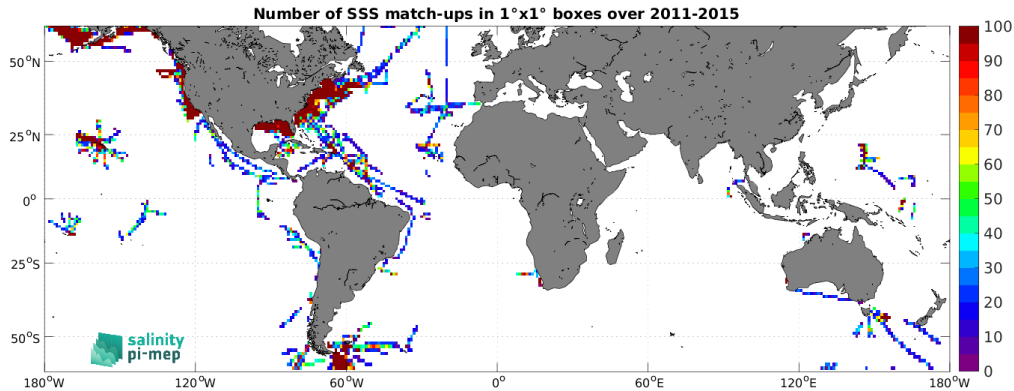 Number of SSS match-ups in 1°x1° boxes over 2011-2015
50°N
25°N
0°
25°S
50°S
180°W
120°W
60°W
0°
60°E
120°E
180°W
100
90
80
70
60
50
40
30
20
10
0
salinity
pi-mep